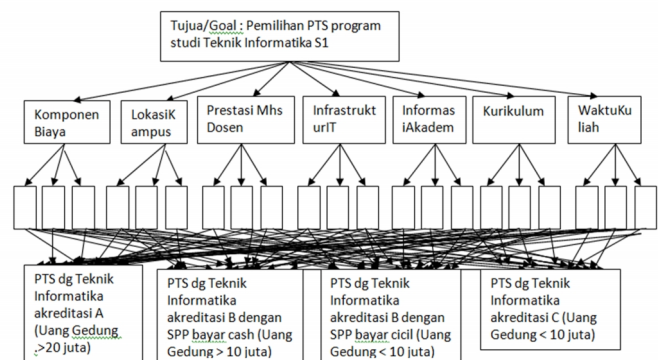 Tujua/Goal : Pemilihan PTS program
studi Teknik Informatika S1
Komponen
Biaya
LokasiK
ampus
Prestasi Mhs
Dosen
Infrastrukt
urIT
Informas
iAkadem
Kurikulum
WaktuKu
liah
PTS dg Teknik
Informatika
akreditasi A
(Uang Gedung
.>20 juta)
PTS dg Teknik
Informatika
akreditasi B dengan
SPP bayar cash (Uang
Gedung > 10 juta)
PTS dg Teknik
Informatika
akreditasi B dengan
SPP bayar cicil (Uang
Gedung < 10 juta)
PTS dg Teknik
Informatika
akreditasi C (Uang
Gedung < 10 juta)